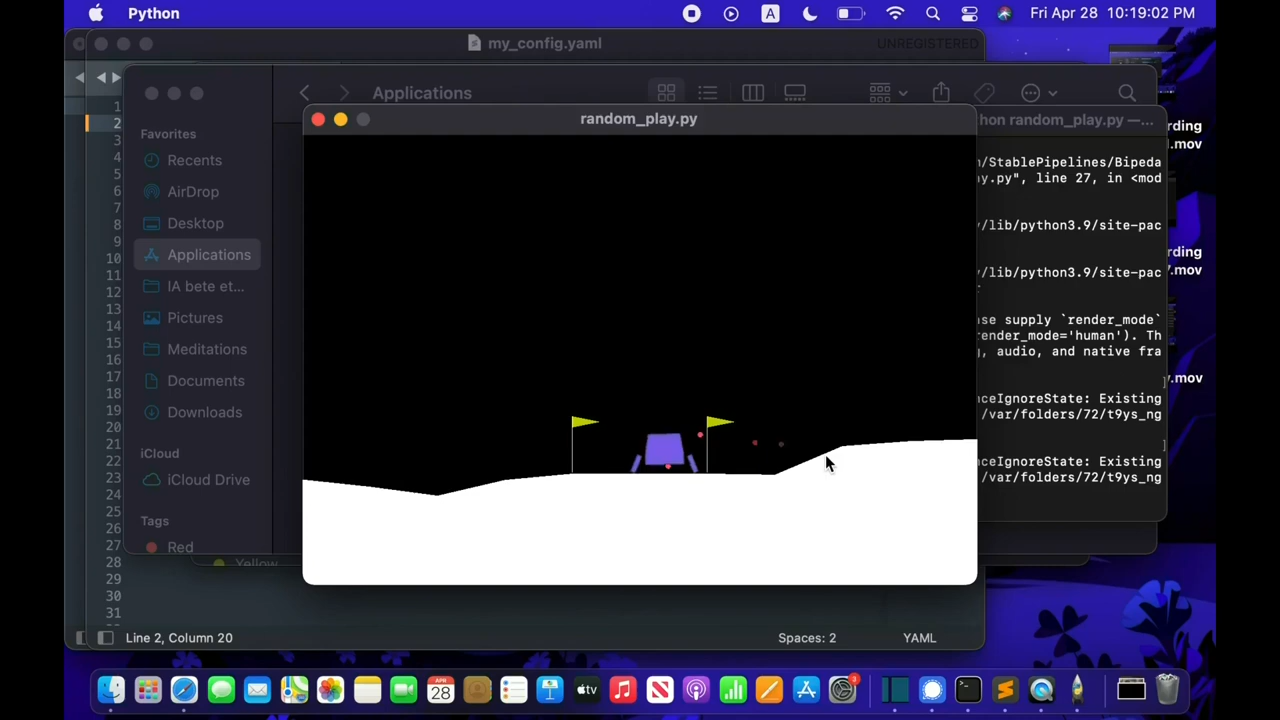 Python
A
Fri Apr 28 10:19:02 PM
my_config.yaml
UNREGISTERED
Applications
random_play.py
hon random_play.py —...
Favorites
Recents
AirDrop
Desktop
Applications
IA bete et...
Pictures
Meditations
Documents
Downloads
iCloud
iCloud Drive
Tags
Red
Yellow
1
2
3
4
5
6
7
8
9
10
11
12
13
14
15
16
17
18
19
20
21
22
23
24
25
26
27
28
29
30
31
n/StablePipelines/Bipeda
ay.py", line 27, in <mod
/lib/python3.9/site-pac
/lib/python3.9/site-pac
:
ase supply `render_mode`
render_mode='human'). Th
, audio, and native fra
]
nceIgnoreState: Existing
/var/folders/72/t9ys_ng
]
nceIgnoreState: Existing
/var/folders/72/t9ys_ng
rding
.mov
rding
.mov
.mov
Line 2, Column 20
Spaces: 2
YAML
APR
28
tv
3